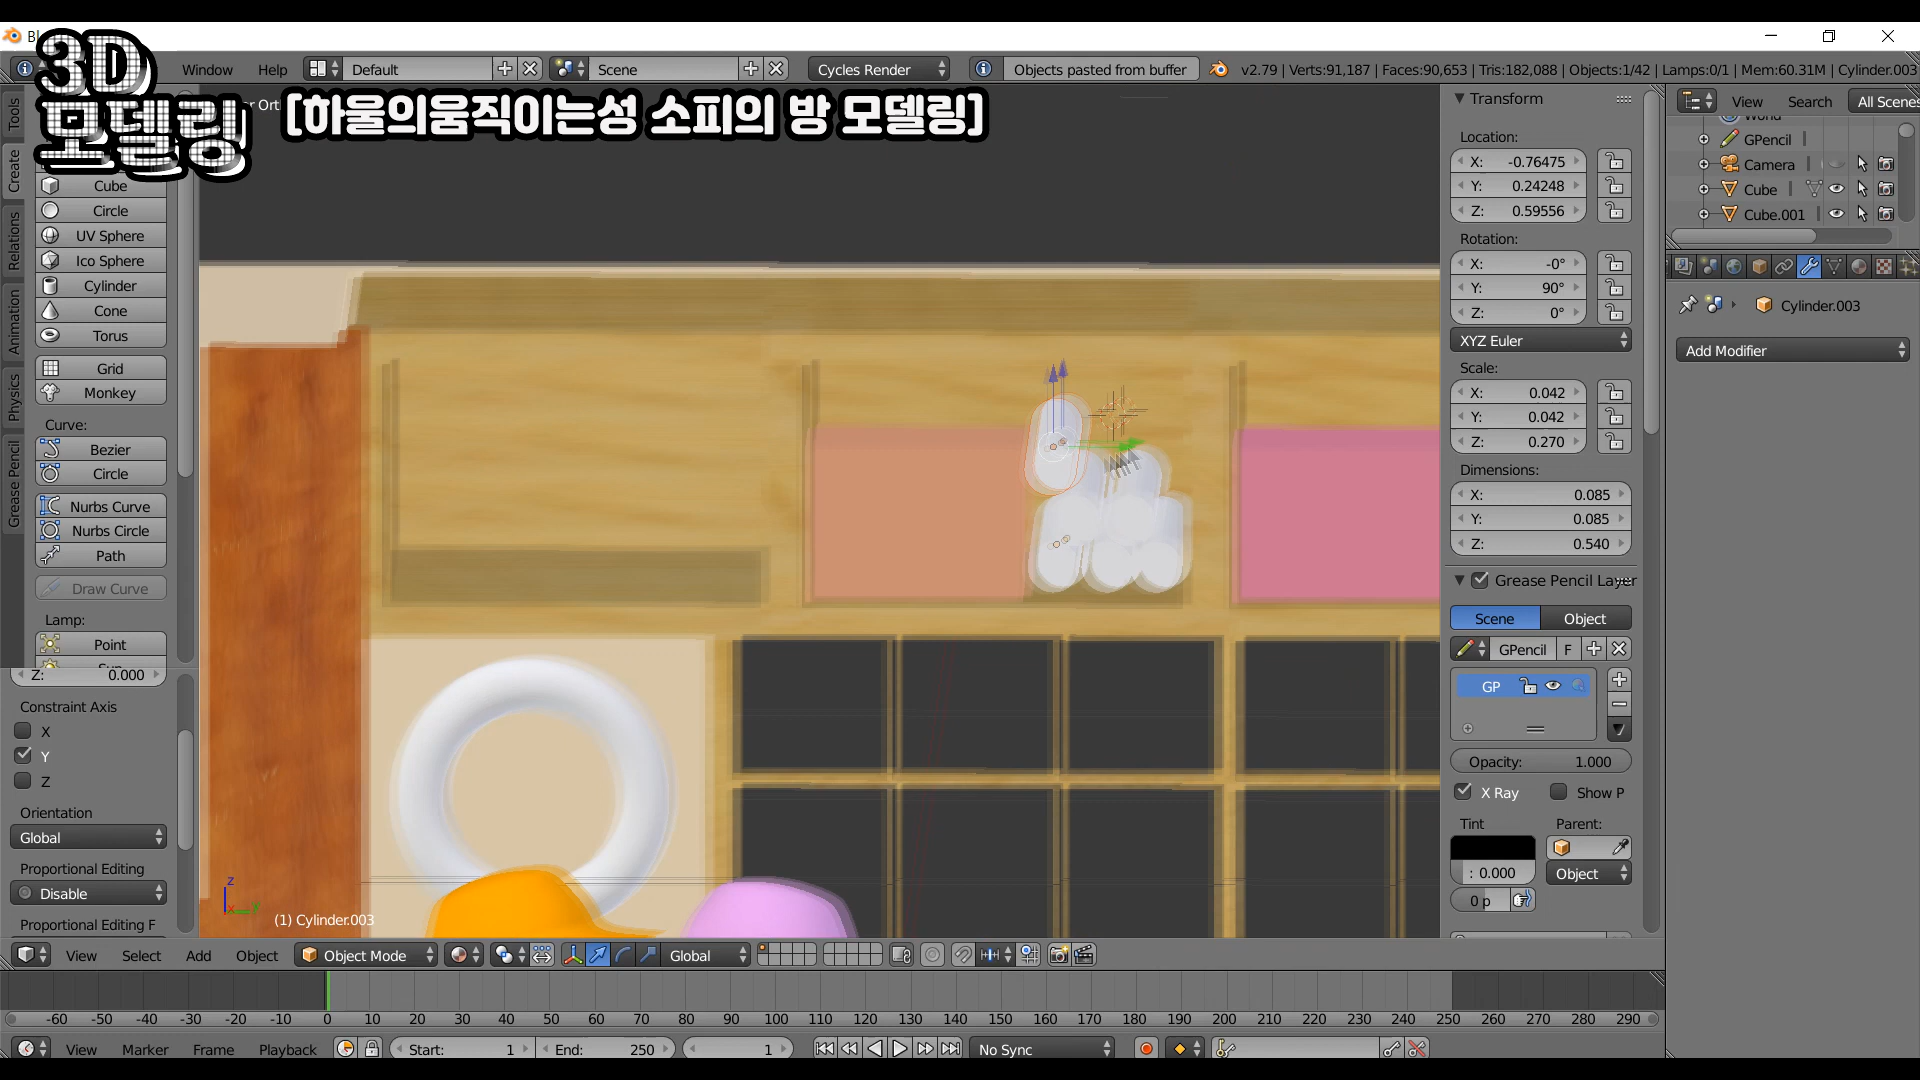 3D
모델링
[하울의움직이는성 소피의 방 모델링]
Window Help Default Scene Cycles Render Objects pasted from buffer v2.79 | Verts:91,187 | Faces:90,653 | Tris:182,088 | Objects:1/42 | Lamps:0/1 | Mem:60.31M | Cylinder.003
Tools
Create
Relations
Animation
Physics
Grease Pencil
Cube
Circle
UV Sphere
Ico Sphere
Cylinder
Cone
Torus
Grid
Monkey
Curve:
Bezier
Circle
Nurbs Curve
Nurbs Circle
Path
Draw Curve
Lamp:
Point
Z: 0.000
Constraint Axis
X
Y
Z
Orientation
Global
Proportional Editing
Disable
Proportional Editing F
z
(1) Cylinder.003
Transform
Location:
X: -0.76475
Y: 0.24248
Z: 0.59556
Rotation:
X: -0°
Y: 90°
Z: 0°
XYZ Euler
Scale:
X: 0.042
Y: 0.042
Z: 0.270
Dimensions:
X: 0.085
Y: 0.085
Z: 0.540
Grease Pencil Layer
Scene Object
GPencil F
GP
Opacity: 1.000
X Ray Show P
Tint Parent:
: 0.000 Object
0 p
View Search All Scenes
World
GPencil
Camera
Cube
Cube.001
Cylinder.003
Add Modifier
View Select Add Object Object Mode Global
-60 -50 -40 -30 -20 -10 0 10 20 30 40 50 60 70 80 90 100 110 120 130 140 150 160 170 180 190 200 210 220 230 240 250 260 270 280 290
View Marker Frame Playback Start: 1 End: 250 1 No Sync